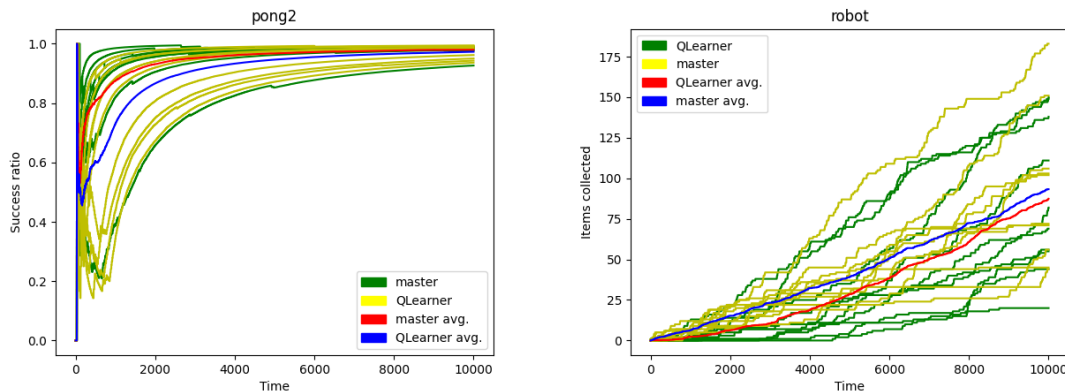 pong2
1.0
0.8
0.6
0.4
0.2
0.0
Success ratio
0
2000
4000
6000
8000
10000
Time
master
QLearner
master avg.
QLearner avg.
robot
175
150
125
100
75
50
25
0
Items collected
0
2000
4000
6000
8000
10000
Time
QLearner
master
QLearner avg.
master avg.